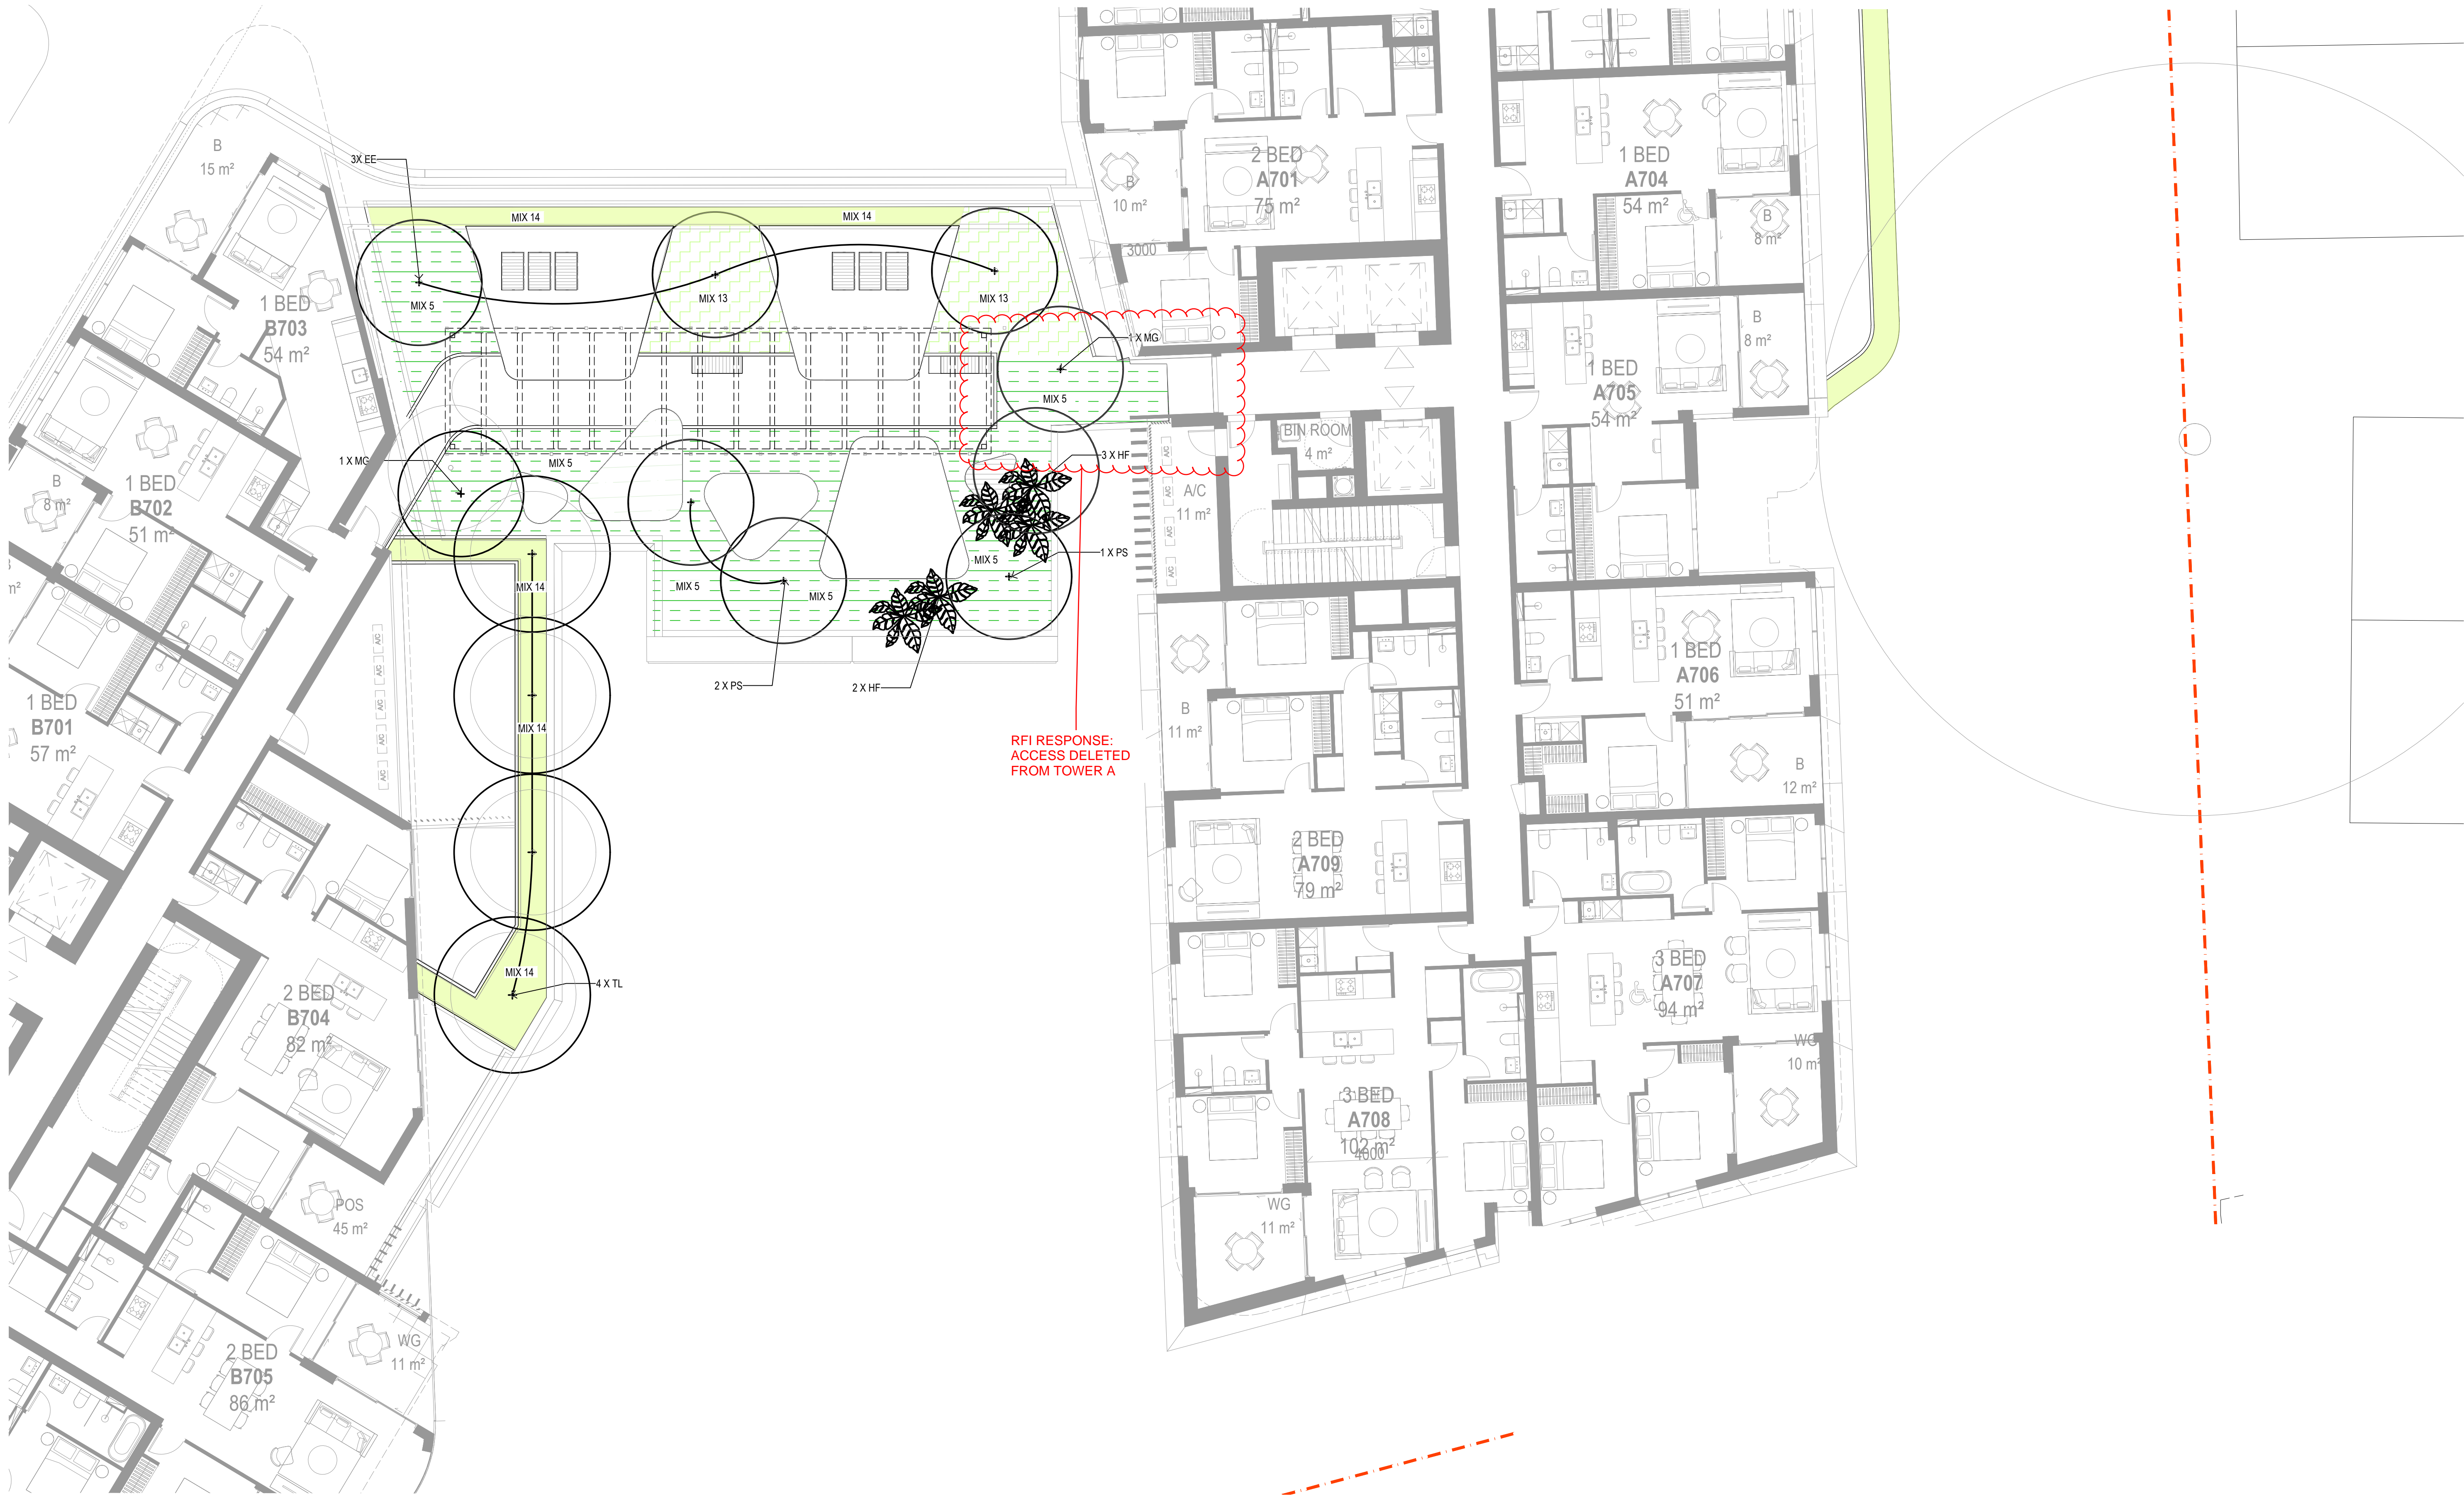 B
15 m²
3X EE
MIX 14
MIX 14
MIX 5
MIX 13
MIX 13
1 BED
B703
54 m²
2 BED
A701
75 m²
B
10 m²
3000
1 BED
A704
54 m²
B
8 m²
1 X MG
MIX 5
1 BED
A705
54 m²
B
8 m²
1 X MG
MIX 5
BIN ROOM
4 m²
3 X HF
A/C
11 m²
A/C
A/C
A/C
A/C
A/C
B
8 m²
1 BED
B702
51 m²
1 X PS
MIX 5
MIX 5
MIX 5
MIX 14
2 X PS
2 X HF
m²
A/C
A/C
A/C
A/C
A/C
1 BED
B701
57 m²
MIX 14
RFI RESPONSE:
ACCESS DELETED
FROM TOWER A
B
11 m²
1 BED
A706
51 m²
B
12 m²
2 BED
A709
79 m²
MIX 14
4 X TL
2 BED
B704
82 m²
3 BED
A707
94 m²
WG
10 m²
3 BED
A708
102 m²
4000
WG
11 m²
POS
45 m²
WG
11 m²
2 BED
B705
86 m²